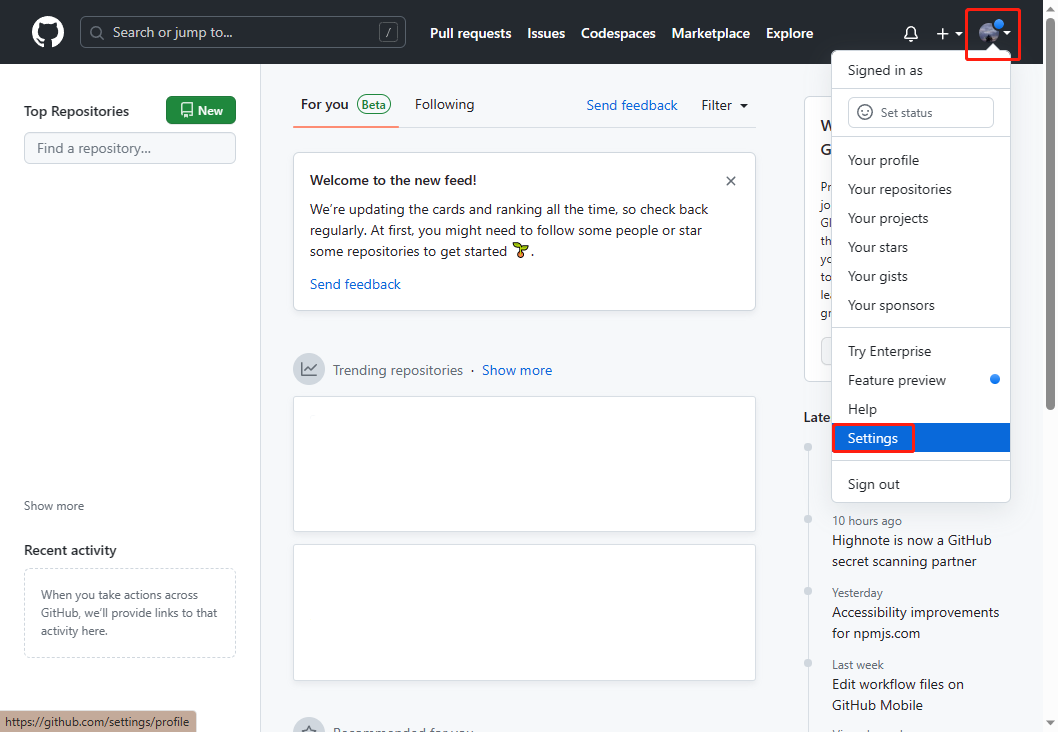 Search or jump to...
/
Pull requests
Issues
Codespaces
Marketplace
Explore
Top Repositories
New
Find a repository...
Show more
Recent activity
When you take actions across
GitHub, we'll provide links to that
activity here.
For you Beta
Following
Send feedback
Filter
Welcome to the new feed!
We're updating the cards and ranking all the time, so check back
regularly. At first, you might need to follow some people or star
some repositories to get started 🌱.
Send feedback
Trending repositories · Show more
Signed in as
Set status
Your profile
Your repositories
Your projects
Your stars
Your gists
Your sponsors
Try Enterprise
Feature preview
Help
Settings
Sign out
10 hours ago
Highnote is now a GitHub
secret scanning partner
Yesterday
Accessibility improvements
for npmjs.com
Last week
Edit workflow files on
GitHub Mobile
https://github.com/settings/profile